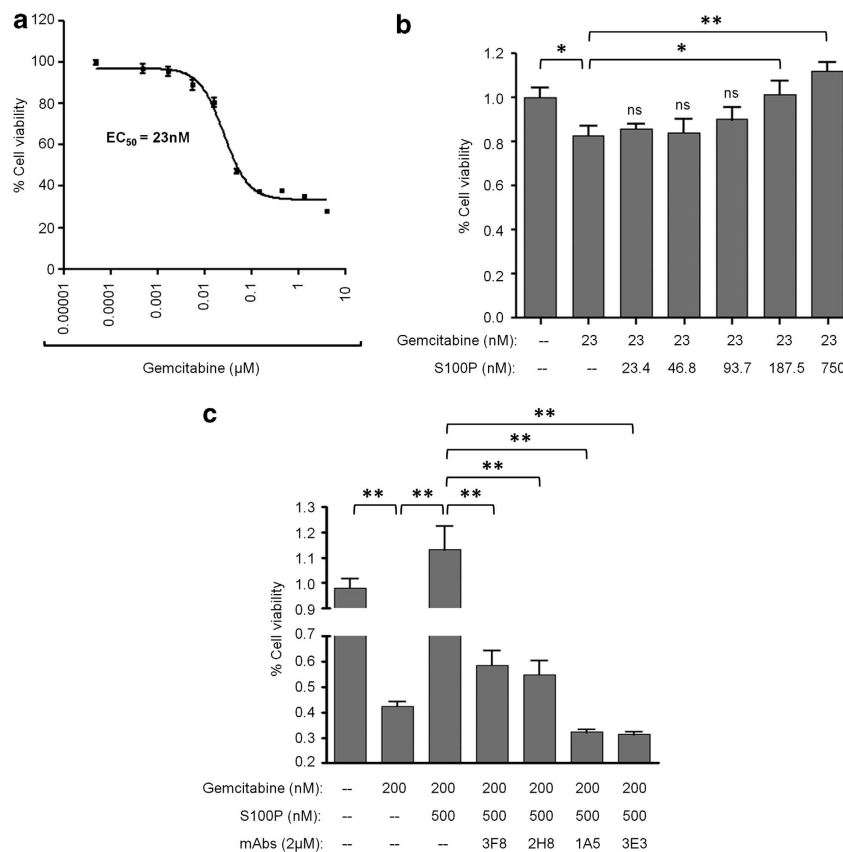 a
120
100
80
60
40
20
0
% Cell viability
EC50 = 23nM
0.00001
0.0001
0.001
0.01
0.1
1
10
Gemcitabine (µM)
b
**
*
*
1.2
1.0
0.8
0.6
0.4
0.2
0.0
% Cell viability
ns
ns
ns
Gemcitabine (nM): -- 23 23 23 23 23 23
S100P (nM): -- -- 23.4 46.8 93.7 187.5 750
c
**
**
**
** ** **
1.3
1.2
1.1
1.0
0.9
0.7
0.6
0.5
0.4
0.3
0.2
% Cell viability
Gemcitabine (nM): -- 200 200 200 200 200 200
S100P (nM): -- -- 500 500 500 500 500
mAbs (2µM): -- -- -- 3F8 2H8 1A5 3E3